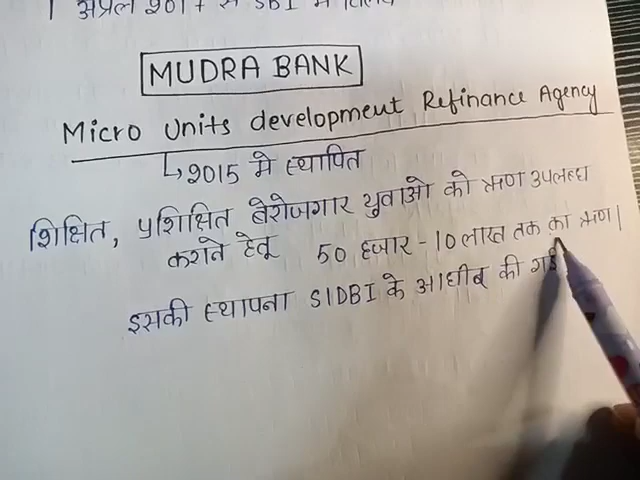 । अप्रैल 2017 से SBI में विलय
MUDRA BANK
Micro Units development Refinance Agency
↳ 2015 मे स्थापित
शिक्षित, प्रशिक्षित बेरोजगार युवाओ को ऋण उपलब्ध
कराने हेतू 50 हजार - 10 लाख तक का ऋण।
इसकी स्थापना SIDBI के आधीन की गई